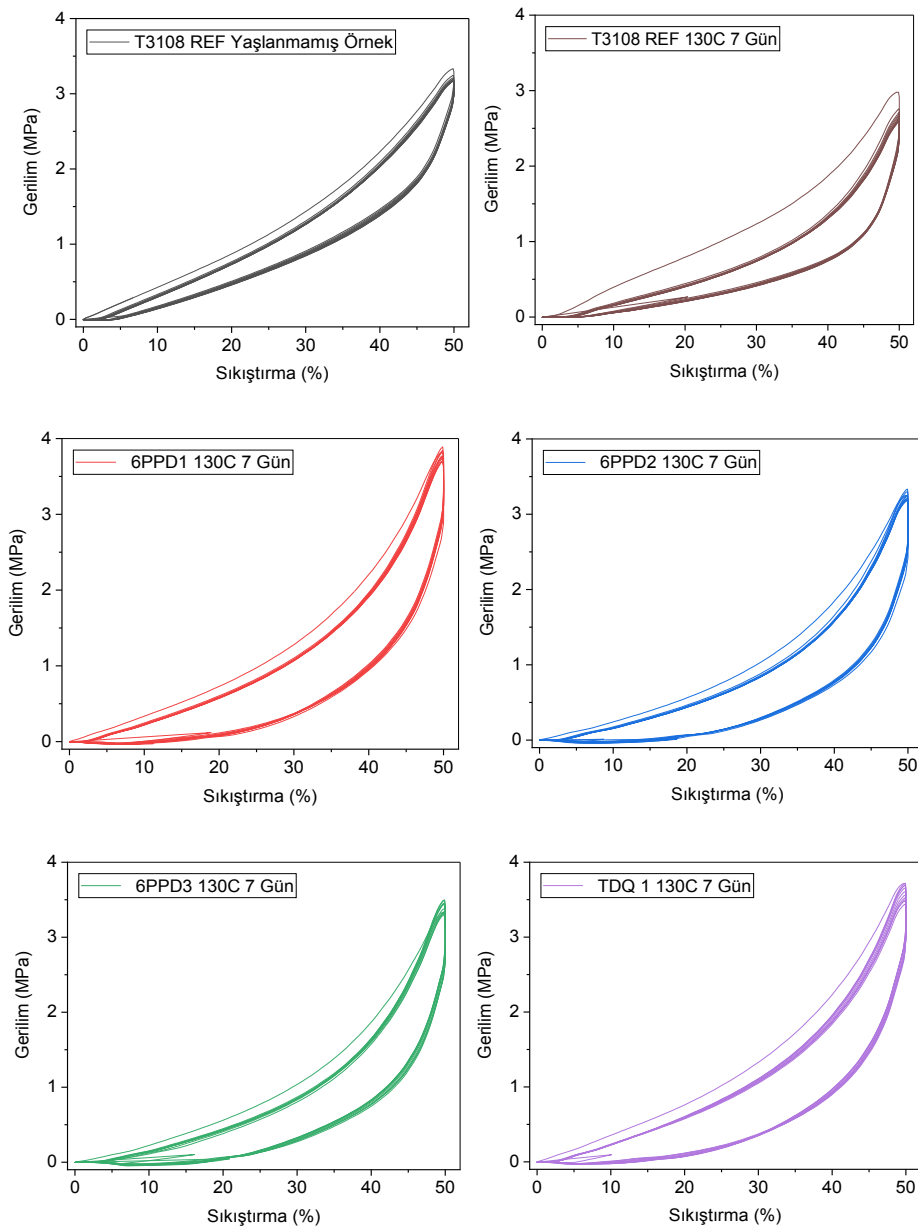 T3108 REF Yaşlanmamış Örnek
4
3
2
1
0
Gerilim (MPa)
0 10 20 30 40 50
Sıkıştırma (%)
T3108 REF 130C 7 Gün
4
3
2
1
0
Gerilim (MPa)
0 10 20 30 40 50
Sıkıştırma (%)
6PPD1 130C 7 Gün
4
3
2
1
0
Gerilim (MPa)
0 10 20 30 40 50
Sıkıştırma (%)
6PPD2 130C 7 Gün
4
3
2
1
0
Gerilim (MPa)
0 10 20 30 40 50
Sıkıştırma (%)
6PPD3 130C 7 Gün
4
3
2
1
0
Gerilim (MPa)
0 10 20 30 40 50
Sıkıştırma (%)
TDQ 1 130C 7 Gün
4
3
2
1
0
Gerilim (MPa)
0 10 20 30 40 50
Sıkıştırma (%)